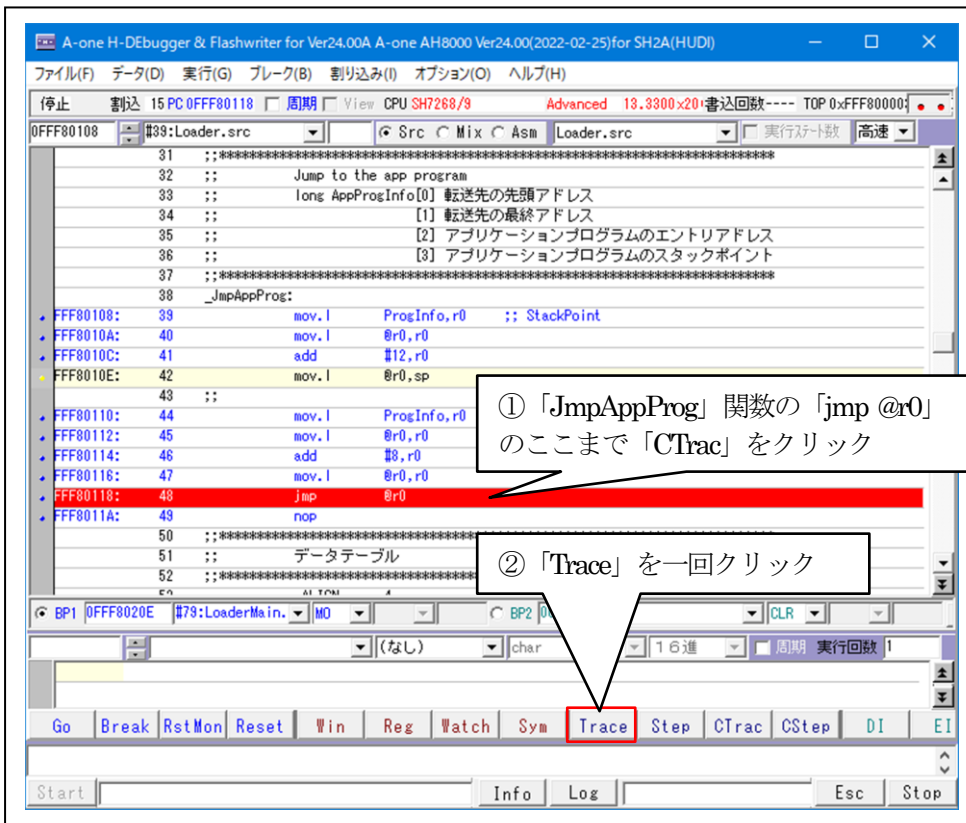 A-one H-DEbugger & Flashwriter for Ver24.00A A-one AH8000 Ver24.00(2022-02-25)for SH2A(HUDI)
ファイル(F) データ(D) 実行(G) ブレーク(B) 割り込み(I) オプション(O) ヘルプ(H)
停止 割込 15 PC 0FFF80118 周期 View CPU SH7268/9 Advanced 13.3300×20 書込回数---- TOP 0xFFF80000
0FFF80108 #39:Loader.src Src Mix Asm Loader.src 実行ステート数 高速
31 ;;******************************************************************************
32 ;; Jump to the app program
33 ;; long AppProgInfo[0] 転送先の先頭アドレス
34 ;; [1] 転送先の最終アドレス
35 ;; [2] アプリケーションプログラムのエントリアドレス
36 ;; [3] アプリケーションプログラムのスタックポイント
37 ;;******************************************************************************
38 _JmpAppProg:
FFF80108: 39 mov.l ProgInfo,r0 ;; StackPoint
FFF8010A: 40 mov.l @r0,r0
FFF8010C: 41 add #12,r0
FFF8010E: 42 mov.l @r0,sp
43 ;;
FFF80110: 44 mov.l ProgInfo,r0
FFF80112: 45 mov.l @r0,r0
FFF80114: 46 add #8,r0
FFF80116: 47 mov.l @r0,r0
FFF80118: 48 jmp @r0
FFF8011A: 49 nop
50 ;;******************************************
51 ;; データテーブル
52 ;;******************************************
①「JmpAppProg」関数の「jmp @r0」
のここまで「CTrac」をクリック
②「Trace」を一回クリック
BP1 0FFF8020E #79:LoaderMain. MO BP2 CLR
(なし) char 16進 周期 実行回数 1
Go Break RstMon Reset Win Reg Watch Sym Trace Step CTrac CStep DI EI
Start Info Log Esc Stop